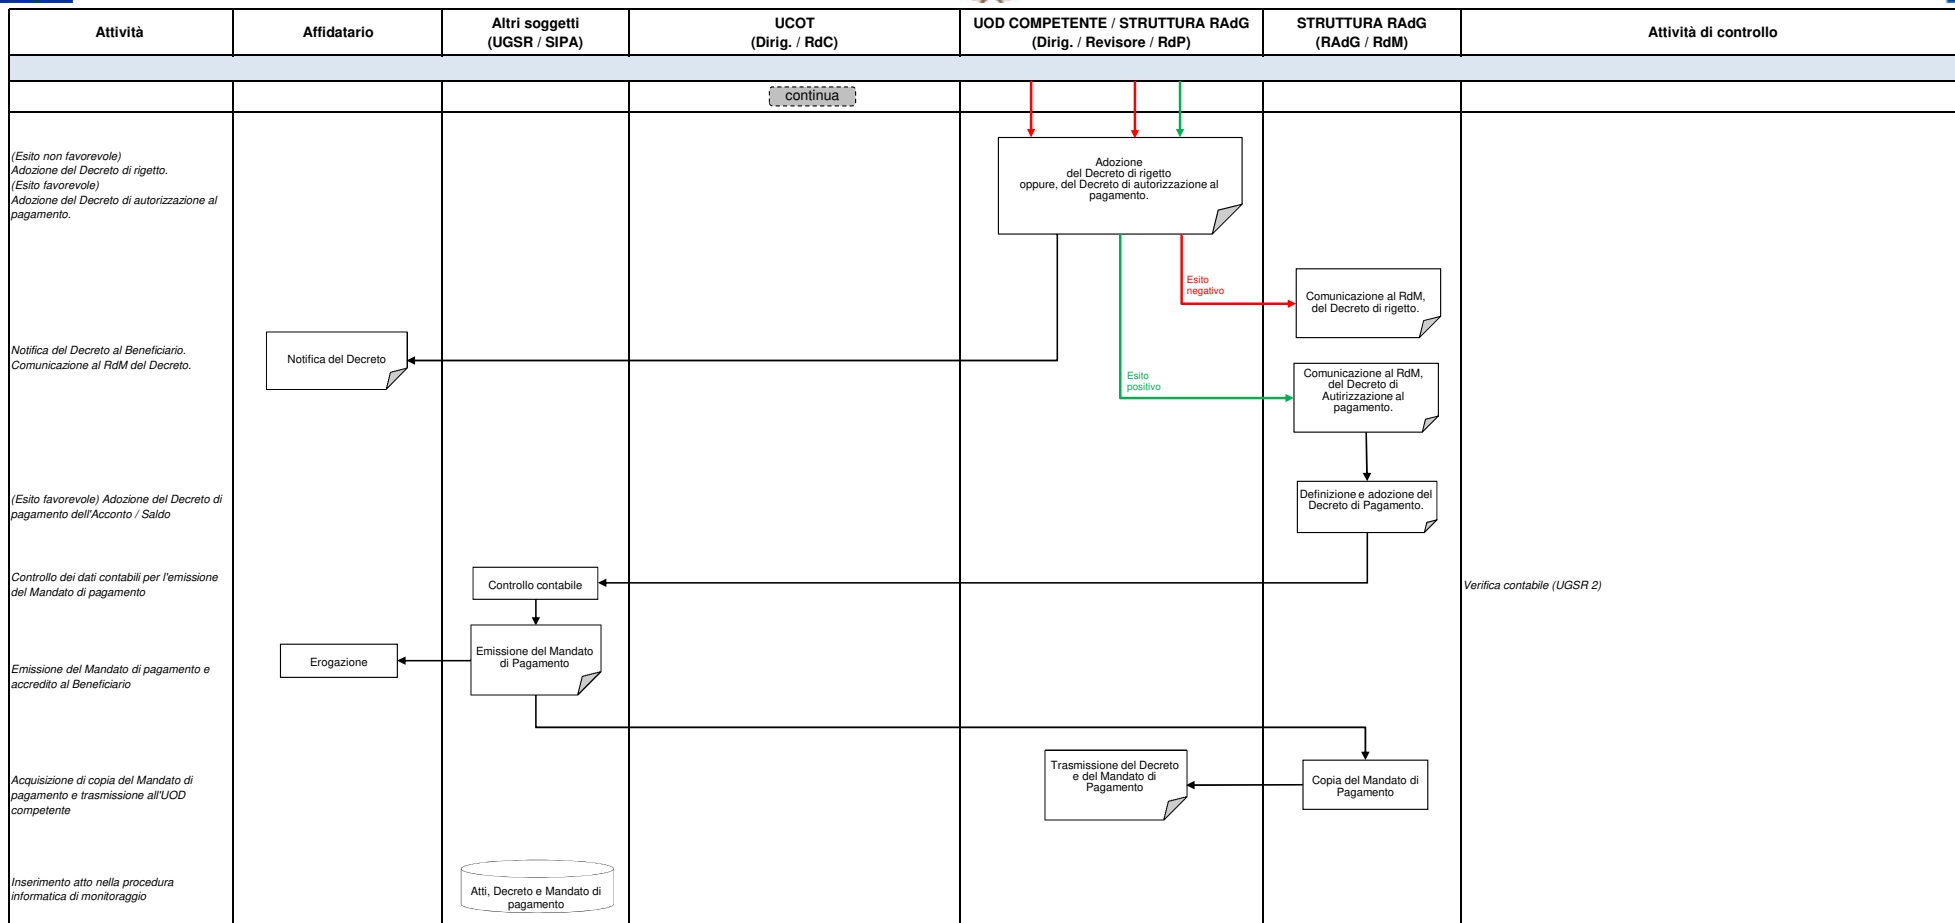 Attività
Affidatario
Altri soggetti
(UGSR / SIPA)
UCOT
(Dirig. / RdC)
UOD COMPETENTE / STRUTTURA RAdG
(Dirig. / Revisore / RdP)
STRUTTURA RAdG
(RAdG / RdM)
Attività di controllo
continua
(Esito non favorevole)
Adozione del Decreto di rigetto.
(Esito favorevole)
Adozione del Decreto di autorizzazione al
pagamento.
Adozione
del Decreto di rigetto
oppure, del Decreto di autorizzazione al
pagamento.
Esito
negativo
Comunicazione al RdM,
del Decreto di rigetto.
Notifica del Decreto al Beneficiario.
Comunicazione al RdM del Decreto.
Notifica del Decreto
Esito
positivo
Comunicazione al RdM,
del Decreto di
Autirizzazione al
pagamento.
(Esito favorevole) Adozione del Decreto di
pagamento dell'Acconto / Saldo
Definizione e adozione del
Decreto di Pagamento.
Controllo dei dati contabili per l'emissione
del Mandato di pagamento
Controllo contabile
Verifica contabile (UGSR 2)
Emissione del Mandato di pagamento e
accredito al Beneficiario
Erogazione
Emissione del Mandato
di Pagamento
Acquisizione di copia del Mandato di
pagamento e trasmissione all'UOD
competente
Trasmissione del Decreto
e del Mandato di
Pagamento
Copia del Mandato di
Pagamento
Inserimento atto nella procedura
informatica di monitoraggio
Atti, Decreto e Mandato di
pagamento